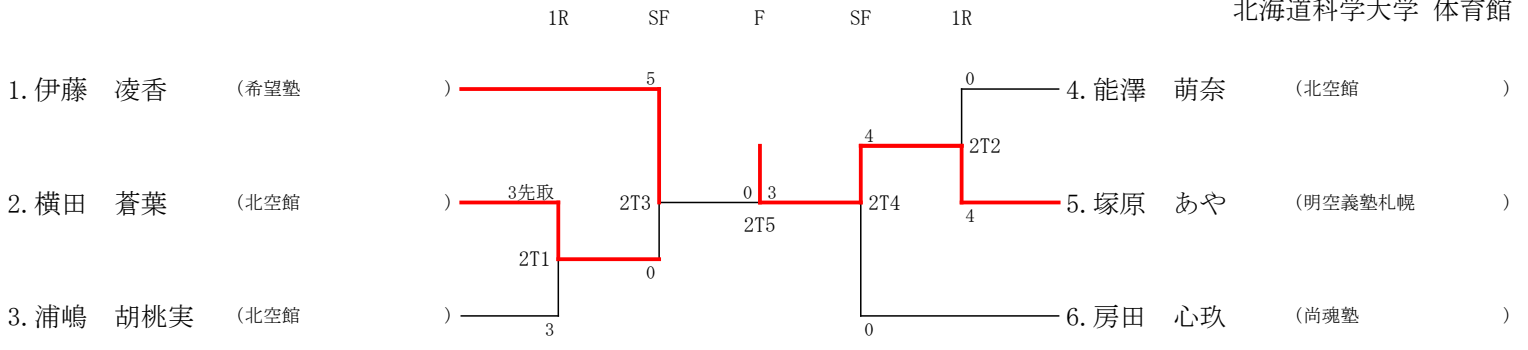 北海道科学大学 体育館
1R SF F SF 1R
1. 伊藤 凌香 （希望塾 ） 5 0 4. 能澤 萌奈 （北空館 ）
4 2T2
2. 横田 蒼葉 （北空館 ） 3先取 2T3 0 3 2T4 5. 塚原 あや （明空義塾札幌 ）
2T5 4
2T1 0
3. 浦嶋 胡桃実 （北空館 ） 3 0 6. 房田 心玖 （尚魂塾 ）